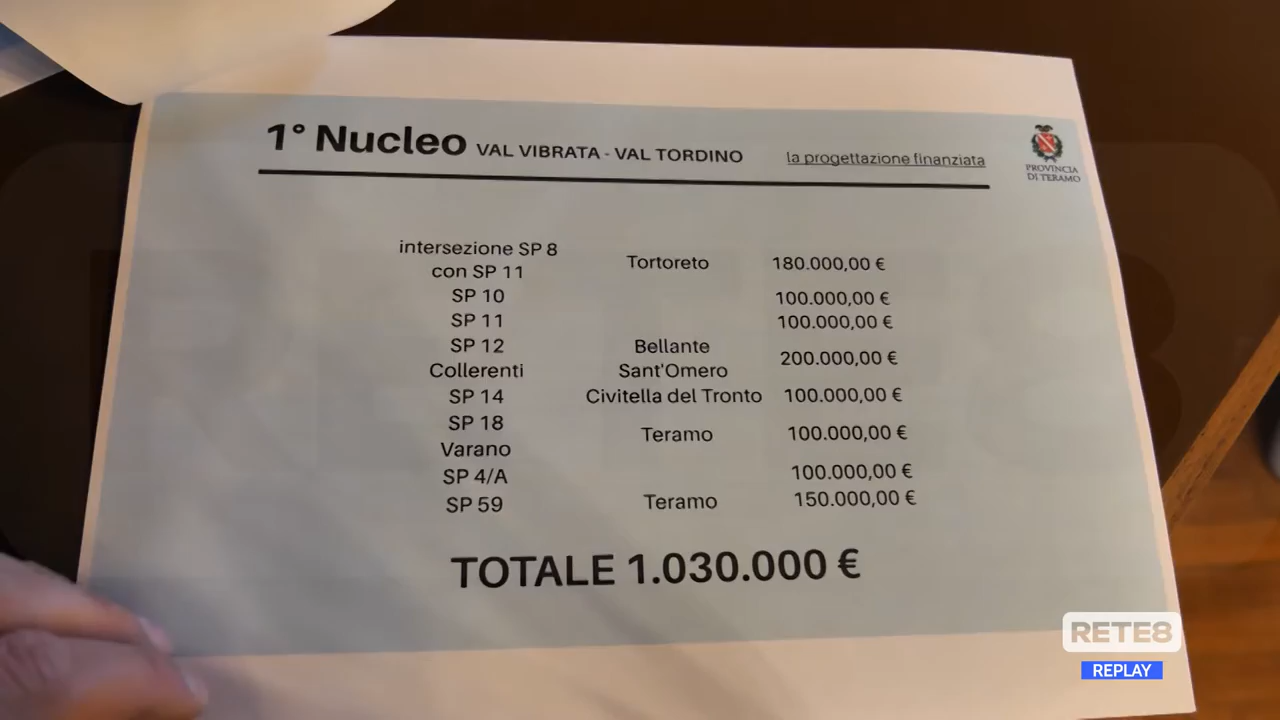 1° Nucleo VAL VIBRATA - VAL TORDINO la progettazione finanziata
PROVINCIA
DI TERAMO
intersezione SP 8
con SP 11 Tortoreto 180.000,00 €
SP 10 100.000,00 €
SP 11 100.000,00 €
SP 12 Bellante
Collerenti Sant'Omero 200.000,00 €
SP 14 Civitella del Tronto 100.000,00 €
SP 18
Varano Teramo 100.000,00 €
SP 4/A 100.000,00 €
SP 59 Teramo 150.000,00 €
TOTALE 1.030.000 €
RETE8
REPLAY